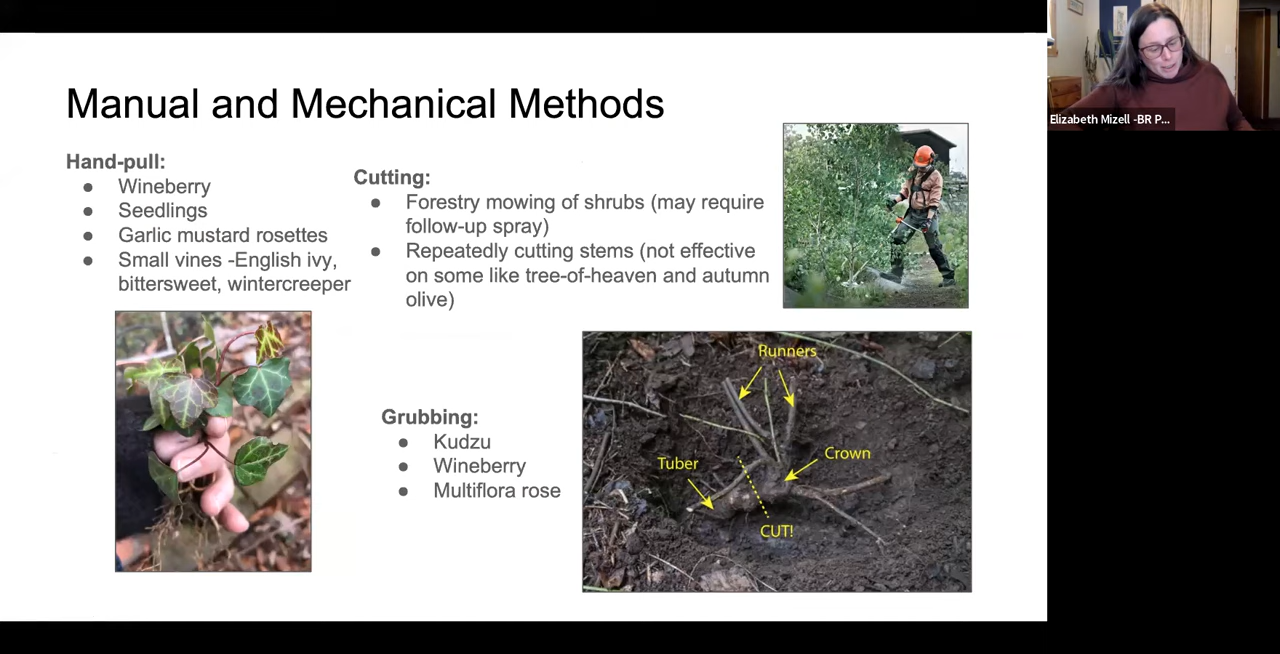 Manual and Mechanical Methods
Hand-pull:
● Wineberry
● Seedlings
● Garlic mustard rosettes
● Small vines -English ivy,
bittersweet, wintercreeper
Cutting:
● Forestry mowing of shrubs (may require
follow-up spray)
● Repeatedly cutting stems (not effective
on some like tree-of-heaven and autumn
olive)
Grubbing:
● Kudzu
● Wineberry
● Multiflora rose
Runners
Tuber
Crown
CUT!
Elizabeth Mizell -BR P...